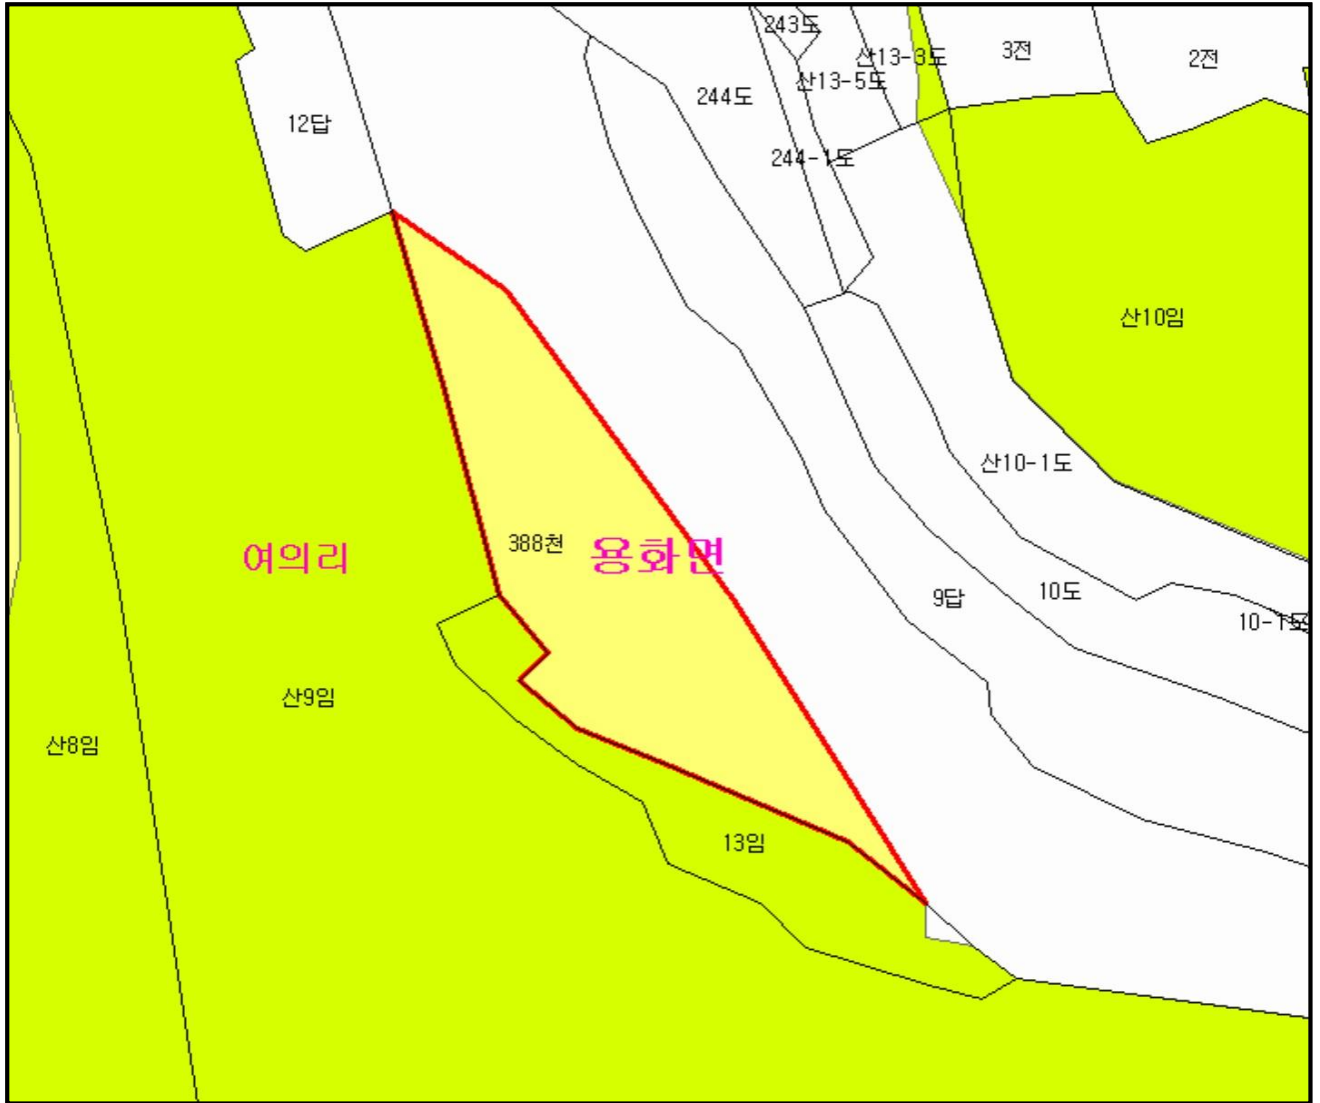 243도
산13-3도
3전
2전
산13-5도
244도
12답
244-1도
산10임
산10-1도
388천
용화면
여의리
10도
9답
10-15
산9임
산8임
13임